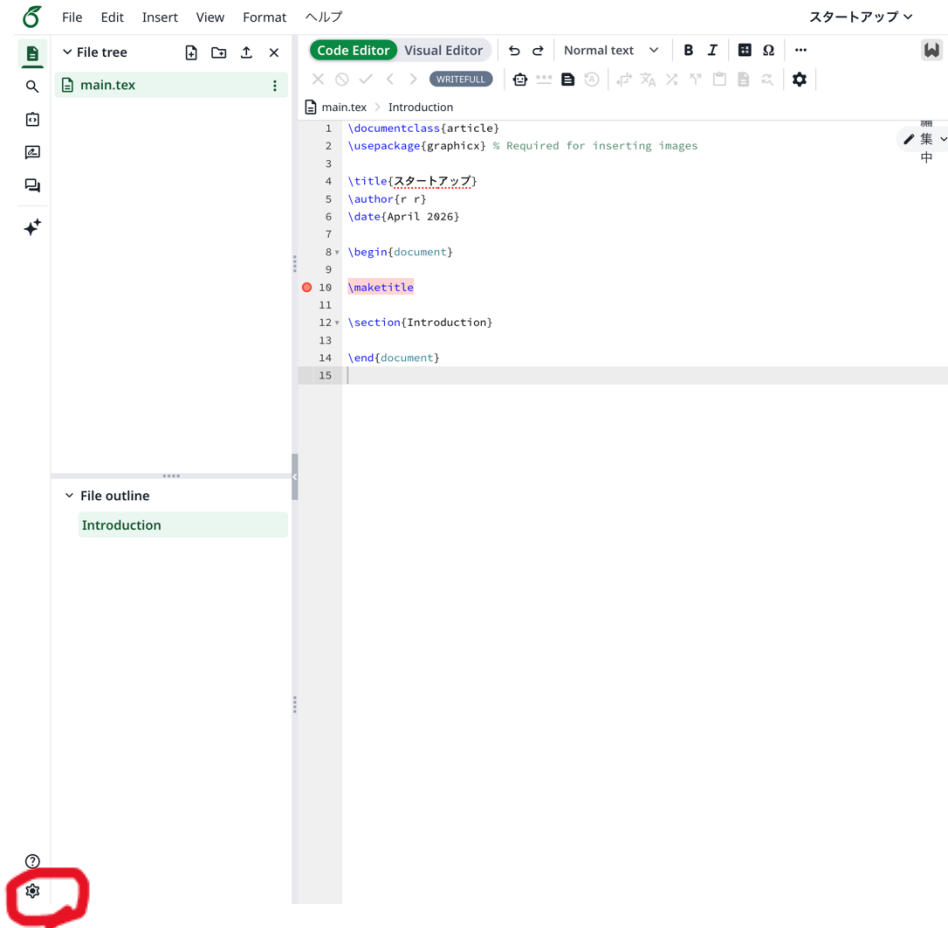 File Edit Insert View Format ヘルプ スタートアップ
File tree
main.tex
Code Editor Visual Editor Normal text B I Ω
WRITEFULL
main.tex > Introduction
編集中
1 \documentclass{article}
2 \usepackage{graphicx} % Required for inserting images
3
4 \title{スタートアップ}
5 \author{r r}
6 \date{April 2026}
7
8 \begin{document}
9
10 \maketitle
11
12 \section{Introduction}
13
14 \end{document}
15
File outline
Introduction